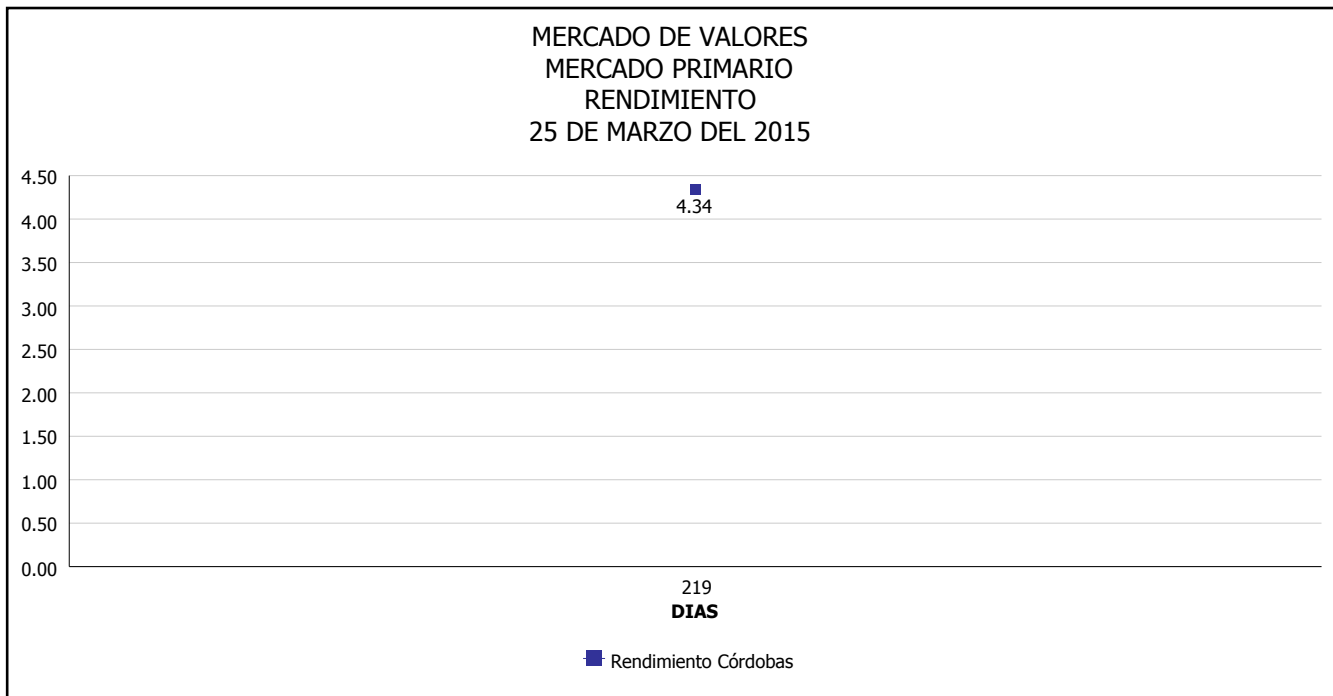 MERCADO DE VALORES
MERCADO PRIMARIO
RENDIMIENTO
25 DE MARZO DEL 2015
4.50
4.34
4.00
3.50
3.00
2.50
2.00
1.50
1.00
0.50
0.00
219
DIAS
Rendimiento Córdobas